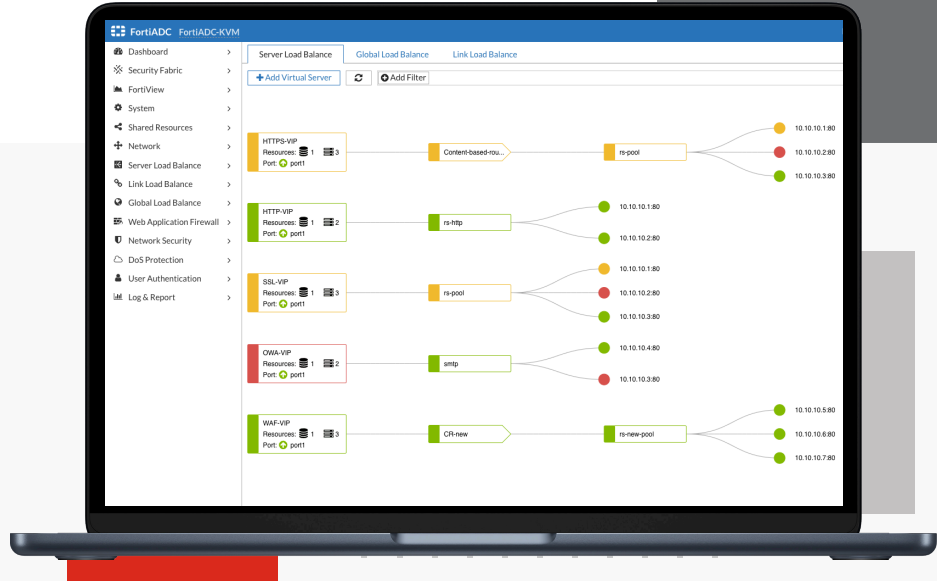 FortiADC FortiADC-KVM
Dashboard
Security Fabric
FortiView
System
Shared Resources
Network
Server Load Balance
Link Load Balance
Global Load Balance
Web Application Firewall
Network Security
DoS Protection
User Authentication
Log & Report
Server Load Balance Global Load Balance Link Load Balance
Add Virtual Server Add Filter
HTTPS-VIP
Resources: 1 3
Port: port1
Content-based-rou...
rs-pool
10.10.10.1:80
10.10.10.2:80
10.10.10.3:80
HTTP-VIP
Resources: 1 2
Port: port1
rs-http
10.10.10.1:80
10.10.10.2:80
SSL-VIP
Resources: 1 3
Port: port1
rs-pool
10.10.10.1:80
10.10.10.2:80
10.10.10.3:80
OWA-VIP
Resources: 1 2
Port: port1
smtp
10.10.10.4:80
10.10.10.3:80
WAF-VIP
Resources: 1 3
Port: port1
CR-new
rs-new-pool
10.10.10.5:80
10.10.10.6:80
10.10.10.7:80